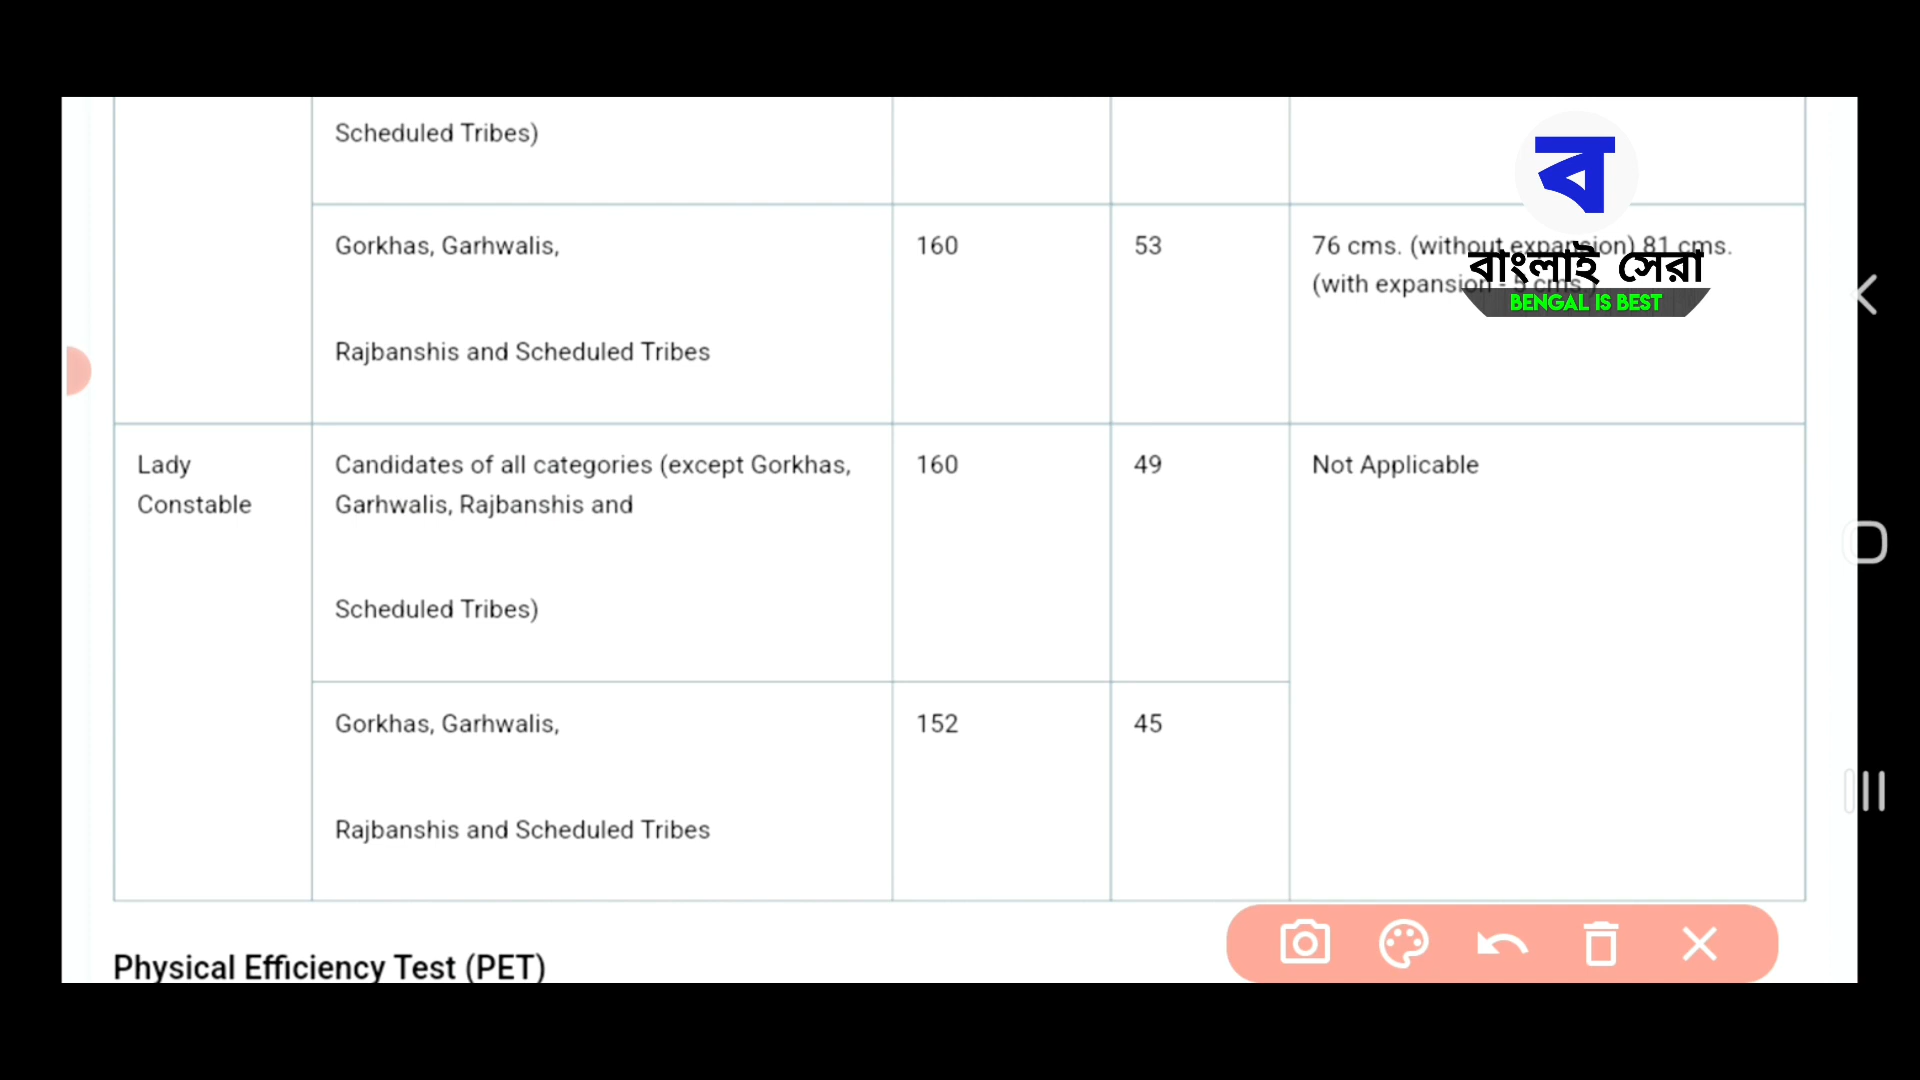 Scheduled Tribes)
Gorkhas, Garhwalis,
Rajbanshis and Scheduled Tribes
160
53
76 cms. (without expansion) 81 cms.
(with expansion - 5 cms.)
ব
বাংলাই সেরা
BENGAL IS BEST
Lady
Constable
Candidates of all categories (except Gorkhas,
Garhwalis, Rajbanshis and
Scheduled Tribes)
160
49
Not Applicable
Gorkhas, Garhwalis,
Rajbanshis and Scheduled Tribes
152
45
Physical Efficiency Test (PET)